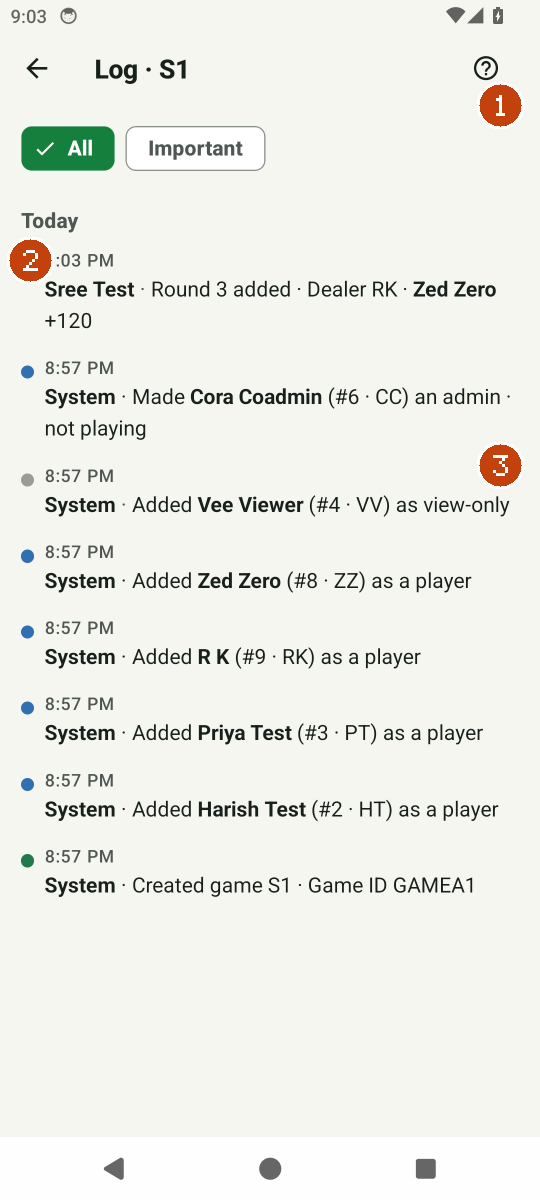 9:03
Log · S1
1
All
Important
Today
2 :03 PM
Sree Test · Round 3 added · Dealer RK · Zed Zero
+120
8:57 PM
System · Made Cora Coadmin (#6 · CC) an admin ·
not playing
8:57 PM
3
System · Added Vee Viewer (#4 · VV) as view-only
8:57 PM
System · Added Zed Zero (#8 · ZZ) as a player
8:57 PM
System · Added R K (#9 · RK) as a player
8:57 PM
System · Added Priya Test (#3 · PT) as a player
8:57 PM
System · Added Harish Test (#2 · HT) as a player
8:57 PM
System · Created game S1 · Game ID GAMEA1